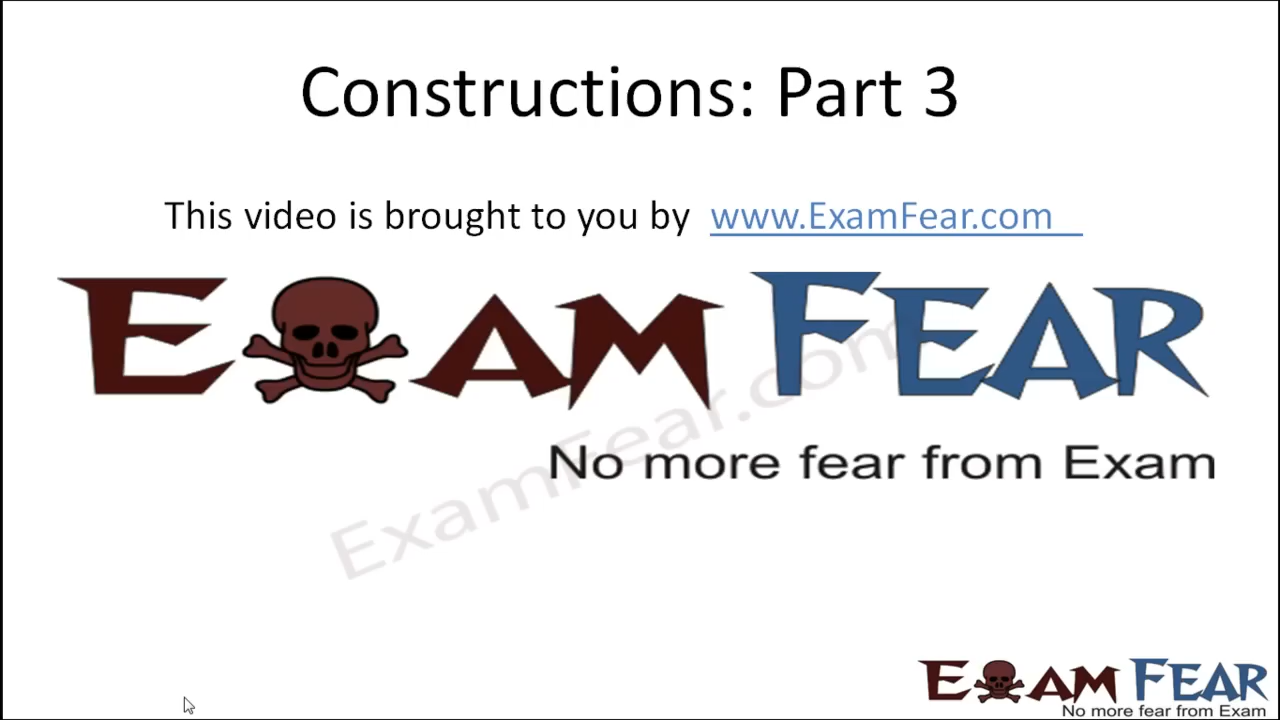 Constructions: Part 3
This video is brought to you by www.ExamFear.com
EXAM FEAR
No more fear from Exam
ExamFear.com
EXAM FEAR
No more fear from Exam